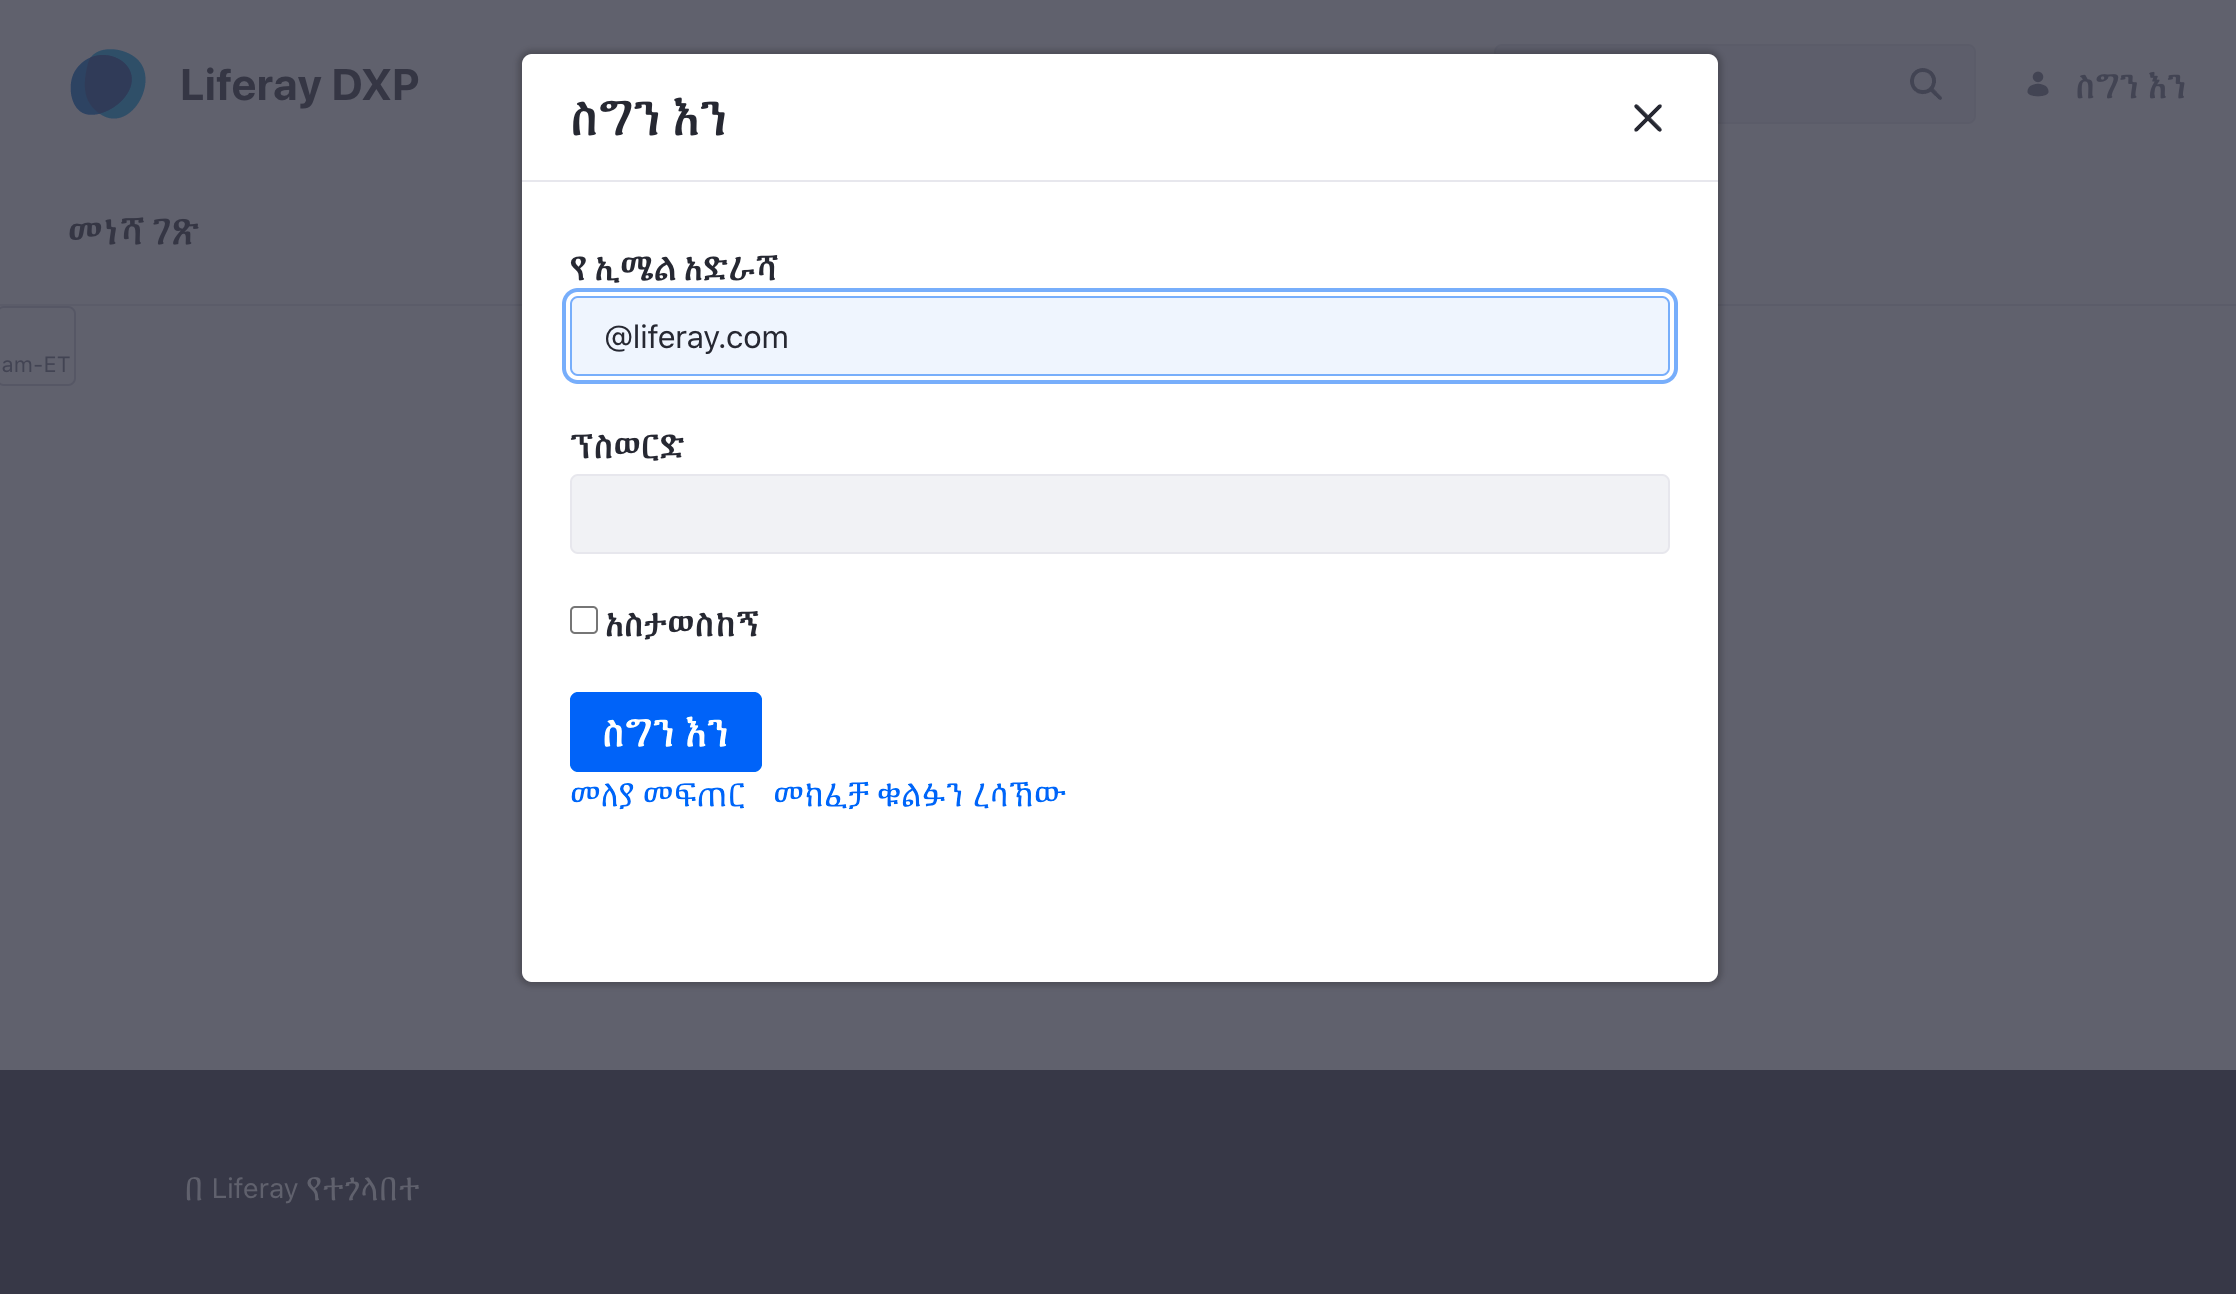 Liferay DXP
ስግን እን
መነሻ ገጽ
am-ET
ስግን እን
የ ኢሜል አድራሻ
@liferay.com
ፕስወርድ
አስታወስከኝ
ስግን እን
መለያ መፍጠር መክፈቻ ቁልፉን ረሳኸው
በ Liferay የተጎላበተ